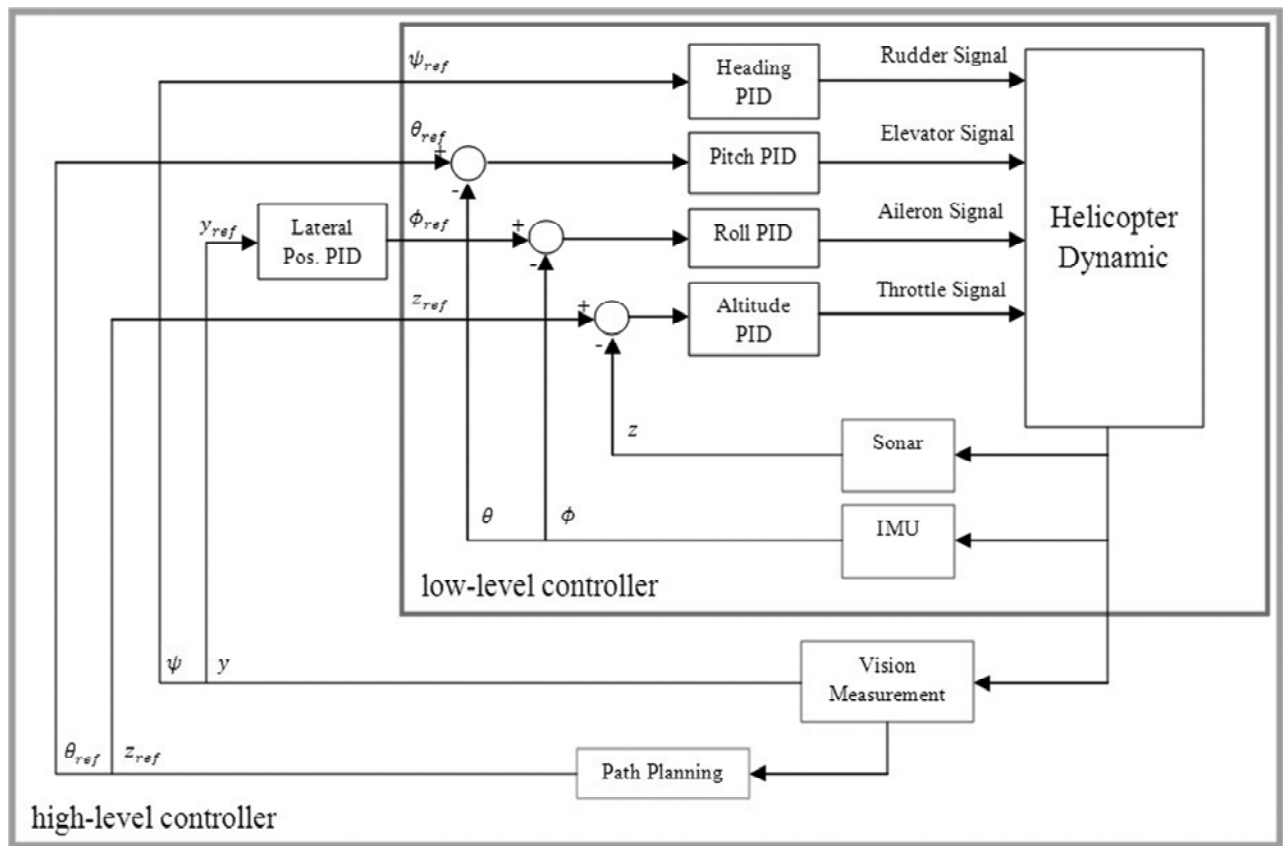 ψref
Heading
PID
Rudder Signal
θref
+
-
Pitch PID
Elevator Signal
yref
Lateral
Pos. PID
ϕref
+
-
Roll PID
Aileron Signal
zref
+
-
Altitude
PID
Throttle Signal
Helicopter
Dynamic
z
Sonar
θ
ϕ
IMU
low-level controller
ψ
y
Vision
Measurement
θref
zref
Path Planning
high-level controller